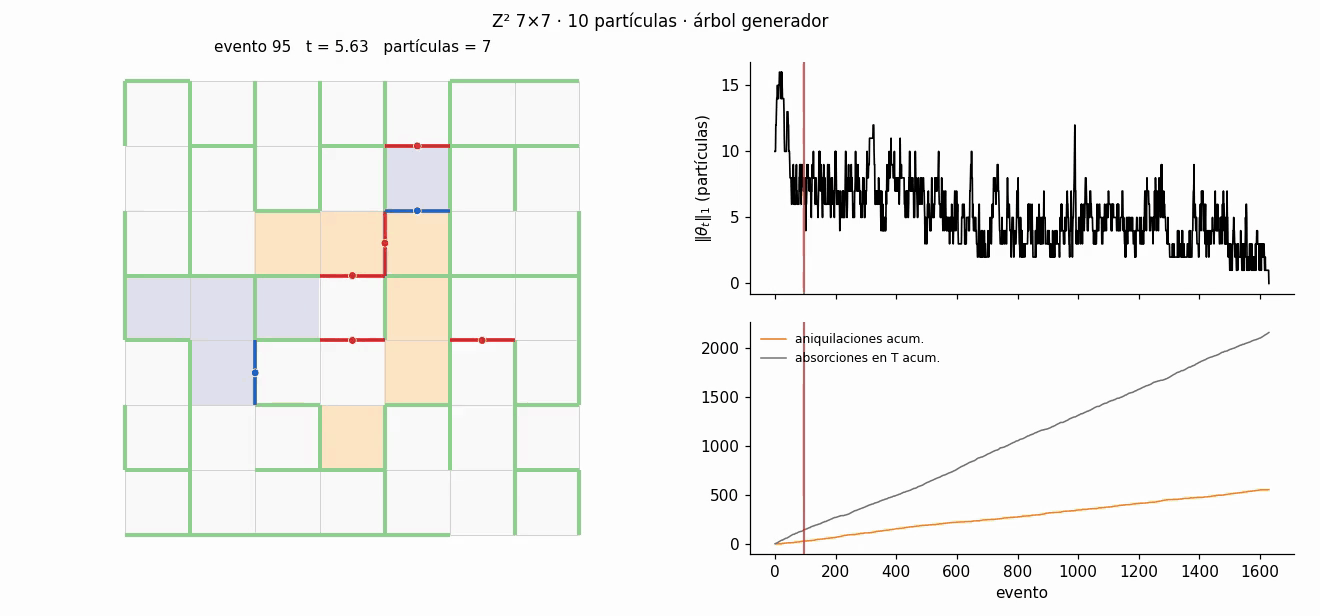 Z² 7×7 · 10 partículas · árbol generador
evento 95   t = 5.63   partículas = 7
‖θₜ‖₁ (partículas)
15
10
5
0
aniquilaciones acum.
absorciones en T acum.
2000
1500
1000
500
0
0 200 400 600 800 1000 1200 1400 1600
evento